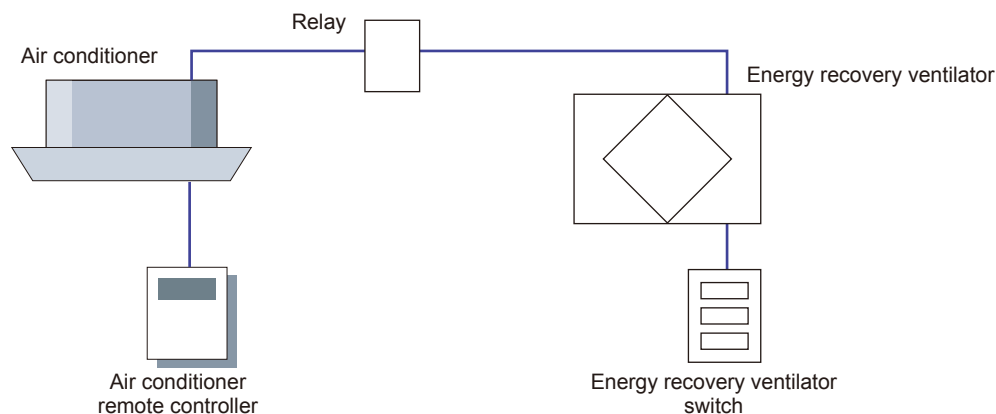 Relay
Air conditioner
Energy recovery ventilator
Air conditioner
remote controller
Energy recovery ventilator
switch